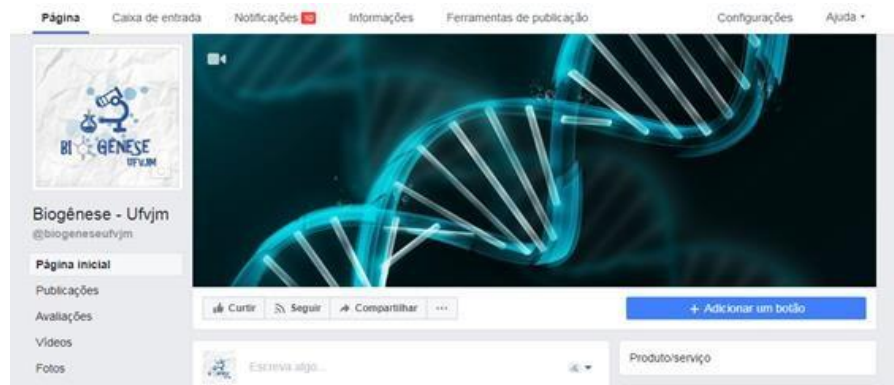 Página Caixa de entrada Notificações 10 Informações Ferramentas de publicação Configurações Ajuda
BIOGÊNESE
UFVJM
Biogênese - Ufvjm
@biogeneseufvjm
Página inicial
Publicações
Avaliações
Vídeos
Fotos
Curtir Seguir Compartilhar ... + Adicionar um botão
Escreva algo...
Produto/serviço